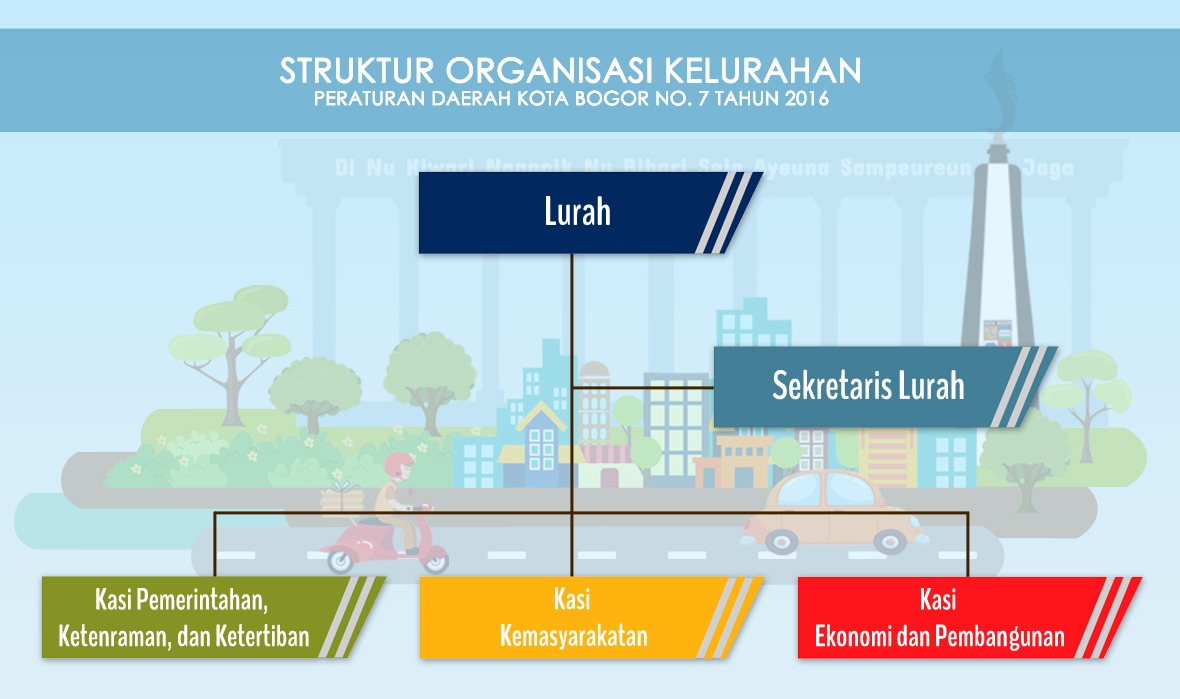 STRUKTUR ORGANISASI KELURAHAN
PERATURAN DAERAH KOTA BOGOR NO. 7 TAHUN 2016
Di Nu Kiwari Ngancik Nu Bihari Seja Ayeuna Sampeureun Jaga
Lurah
Sekretaris Lurah
Kasi Pemerintahan,
Ketenraman, dan Ketertiban
Kasi
Kemasyarakatan
Kasi
Ekonomi dan Pembangunan